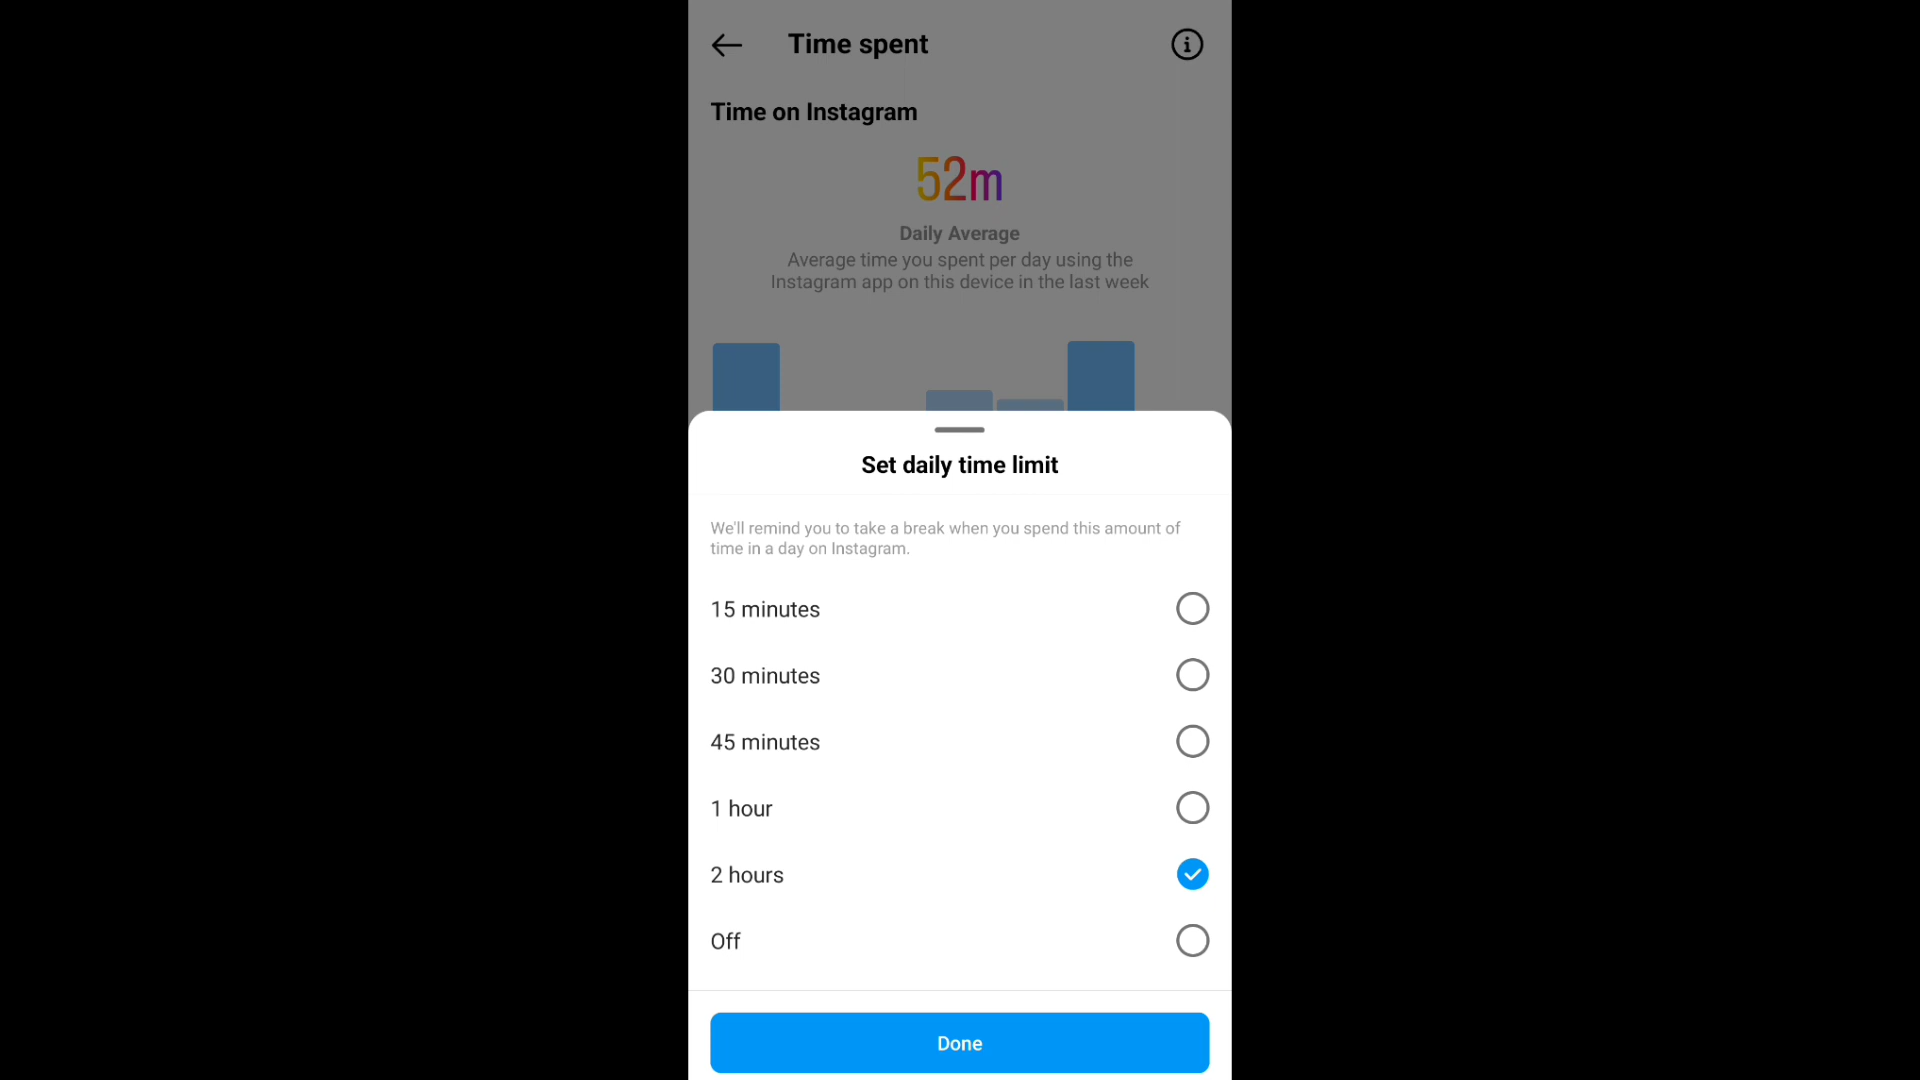 Time spent
Time on Instagram
52m
Daily Average
Average time you spent per day using the
Instagram app on this device in the last week
Set daily time limit
We'll remind you to take a break when you spend this amount of
time in a day on Instagram.
15 minutes
30 minutes
45 minutes
1 hour
2 hours
Off
Done